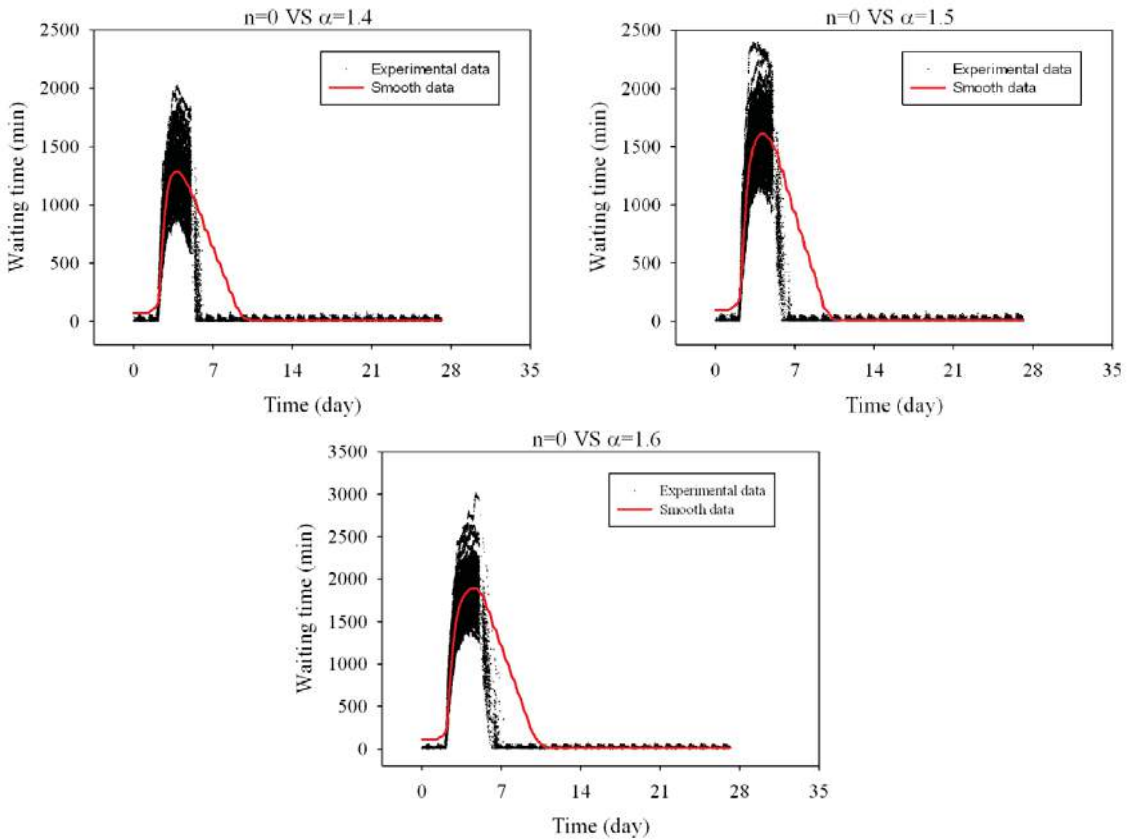 n=0 VS α=1.4
2500
2000
1500
1000
500
0
Waiting time (min)
Experimental data
Smooth data
0 7 14 21 28 35
Time (day)
n=0 VS α=1.5
2500
2000
1500
1000
500
0
Waiting time (min)
Experimental data
Smooth data
0 7 14 21 28 35
Time (day)
n=0 VS α=1.6
3500
3000
2500
2000
1500
1000
500
0
Waiting time (min)
Experimental data
Smooth data
0 7 14 21 28 35
Time (day)